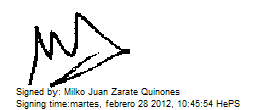 Signed by: Milko Juan Zarate Quinones
Signing time:martes, febrero 28 2012, 10:45:54 HePS